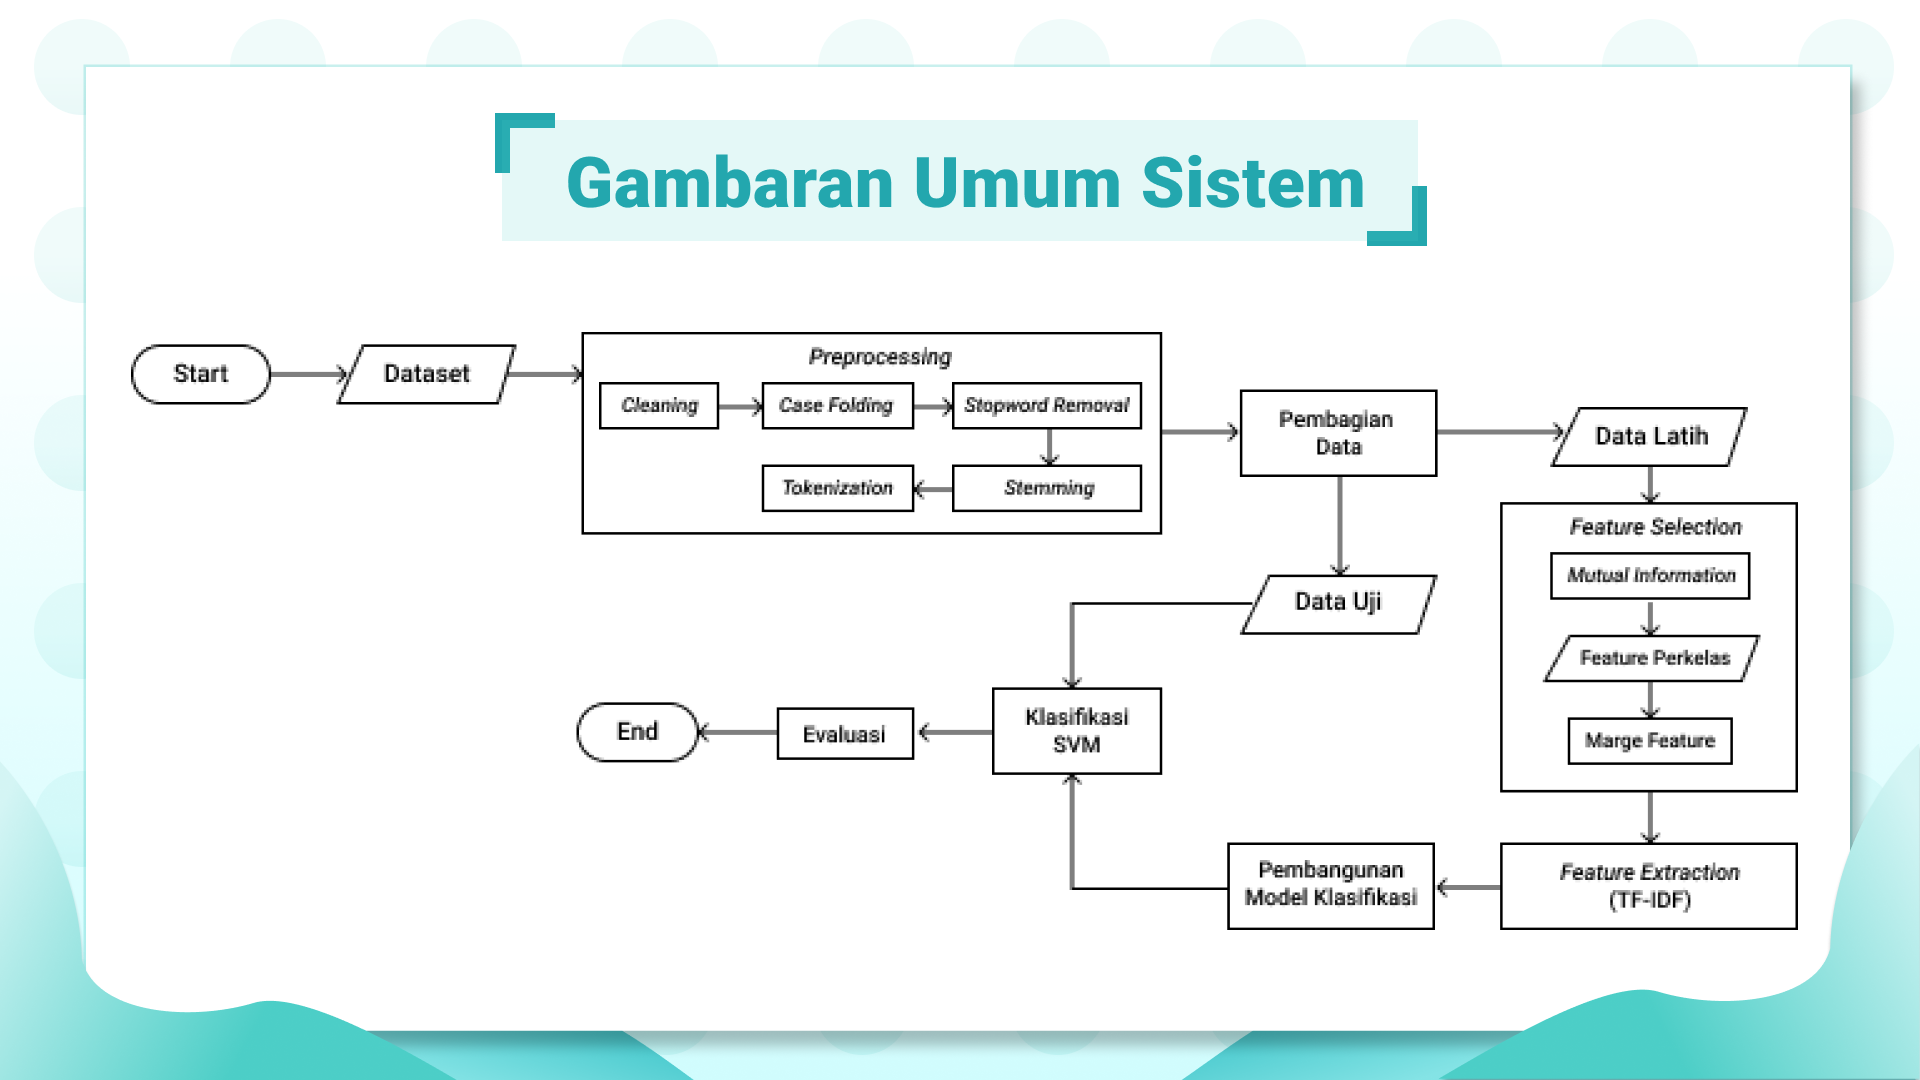 Gambaran Umum Sistem
Start
Dataset
Preprocessing
Cleaning
Case Folding
Stopword Removal
Tokenization
Stemming
Pembagian
Data
Data Latih
Feature Selection
Mutual Information
Feature Perkelas
Marge Feature
Data Uji
End
Evaluasi
Klasifikasi
SVM
Pembangunan
Model Klasifikasi
Feature Extraction
(TF-IDF)